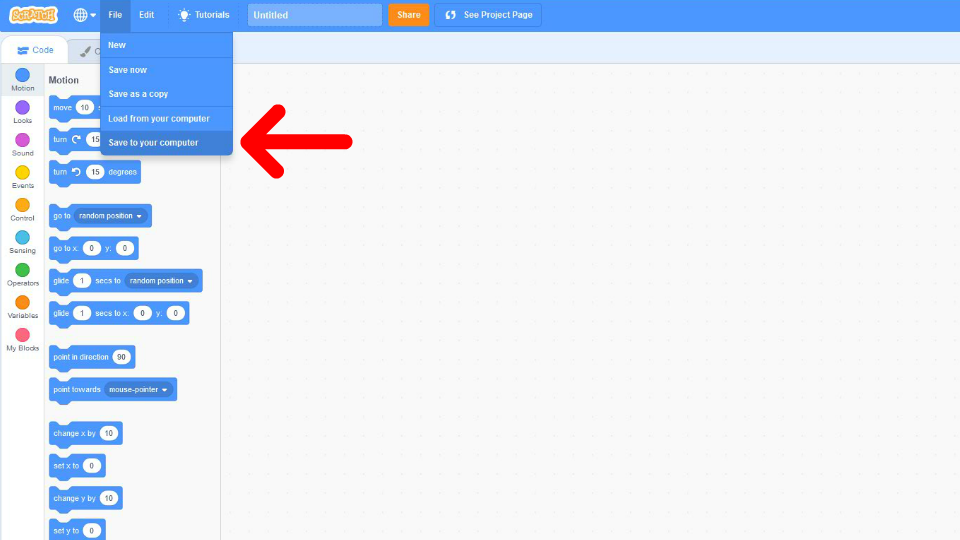 SCRATCH
File
Edit
Tutorials
Untitled
Share
See Project Page
New
Save now
Save as a copy
Load from your computer
Save to your computer
Code
C
Motion
Looks
Sound
Events
Control
Sensing
Operators
Variables
My Blocks
Motion
move 10 s
turn 15
turn 15 degrees
go to random position
go to x: 0 y: 0
glide 1 secs to random position
glide 1 secs to x: 0 y: 0
point in direction 90
point towards mouse-pointer
change x by 10
set x to 0
change y by 10
set y to 0